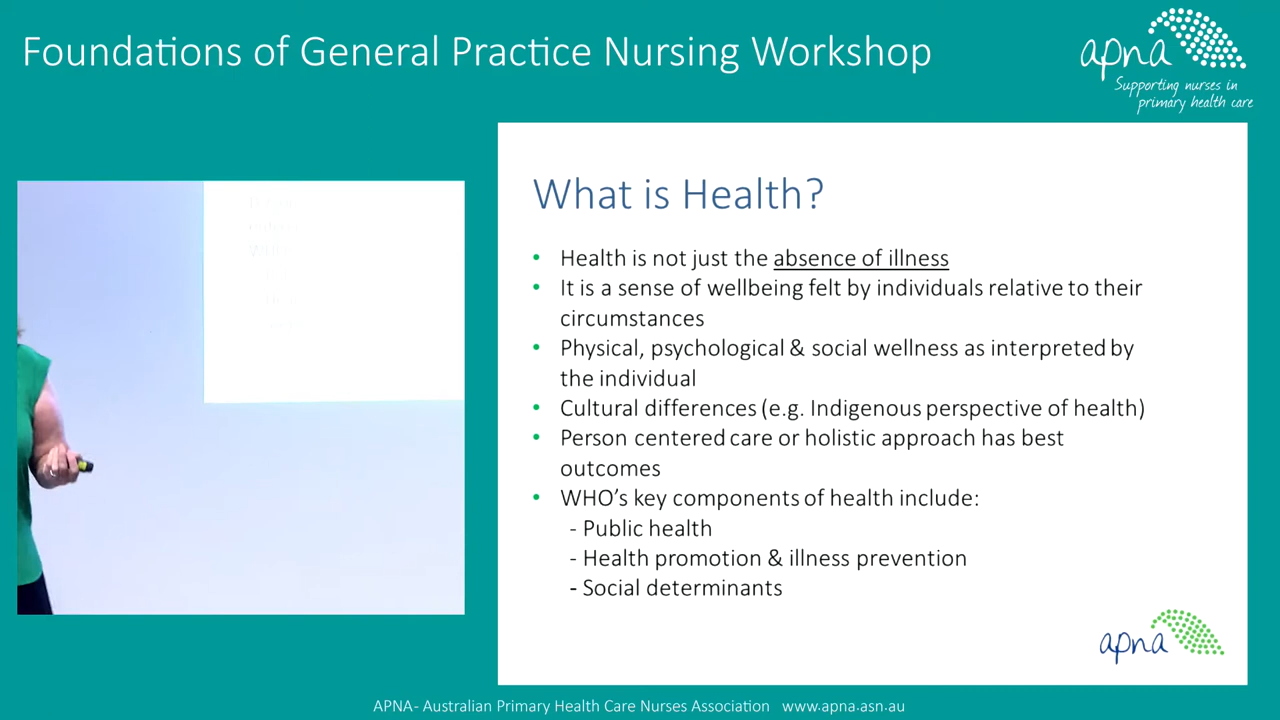 Foundations of General Practice Nursing Workshop
apna
Supporting nurses in
primary health care
What is Health?
• Health is not just the absence of illness
• It is a sense of wellbeing felt by individuals relative to their
circumstances
• Physical, psychological & social wellness as interpreted by
the individual
• Cultural differences (e.g. Indigenous perspective of health)
• Person centered care or holistic approach has best
outcomes
• WHO's key components of health include:
- Public health
- Health promotion & illness prevention
- Social determinants
apna
APNA- Australian Primary Health Care Nurses Association www.apna.asn.au